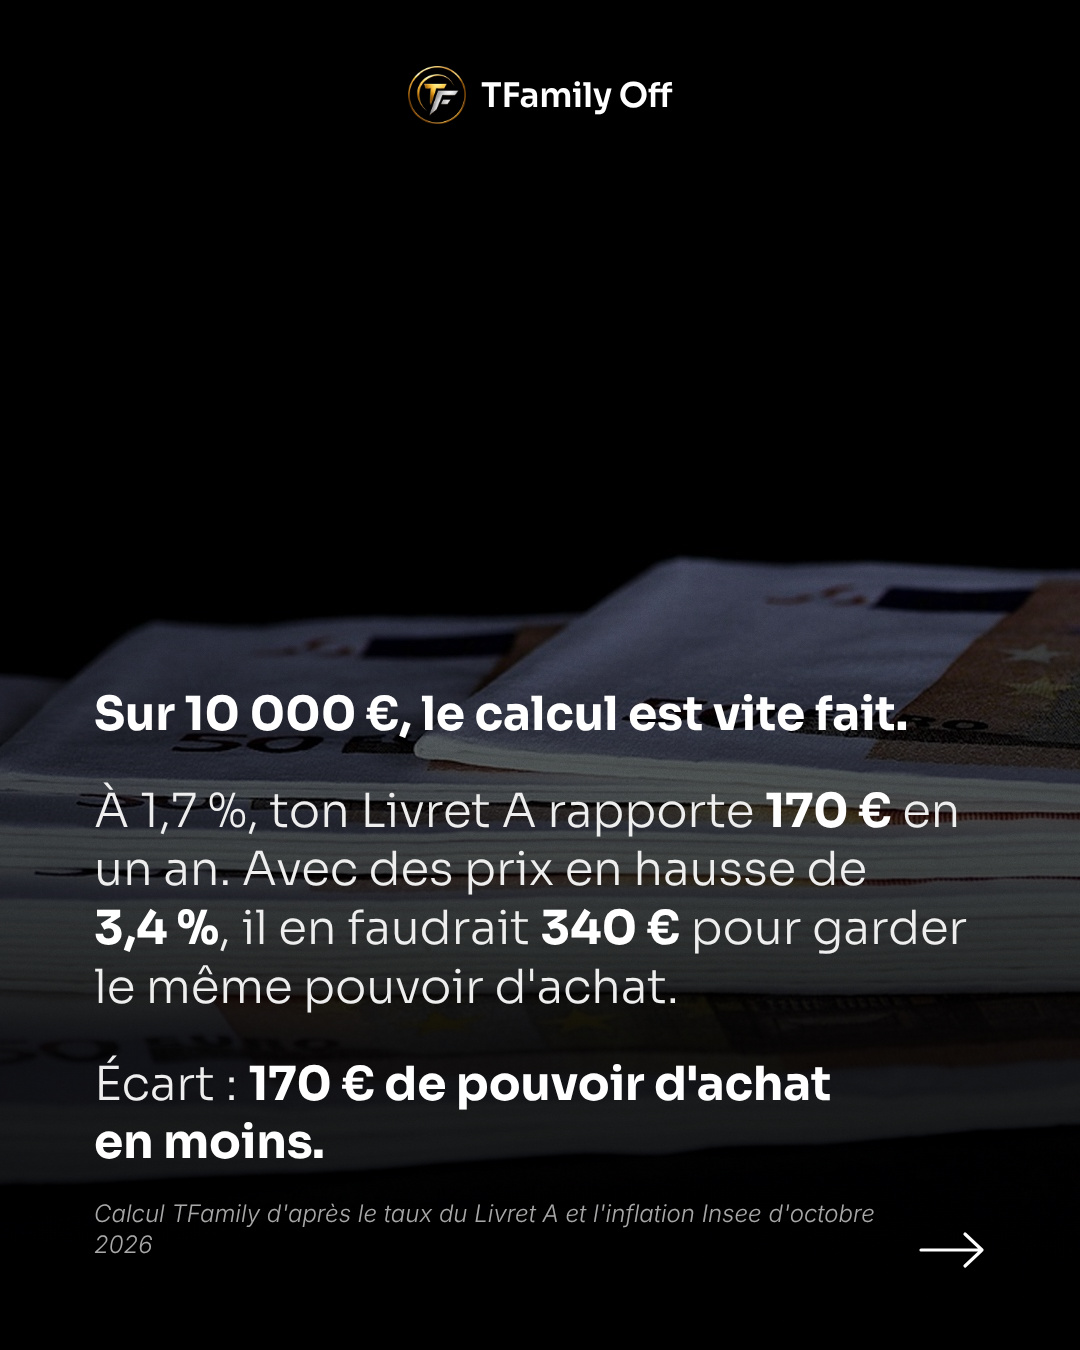 TFamily Off
Sur 10 000 €, le calcul est vite fait.
À 1,7 %, ton Livret A rapporte 170 € en
un an. Avec des prix en hausse de
3,4 %, il en faudrait 340 € pour garder
le même pouvoir d'achat.
Écart : 170 € de pouvoir d'achat
en moins.
Calcul TFamily d'après le taux du Livret A et l'inflation Insee d'octobre
2026